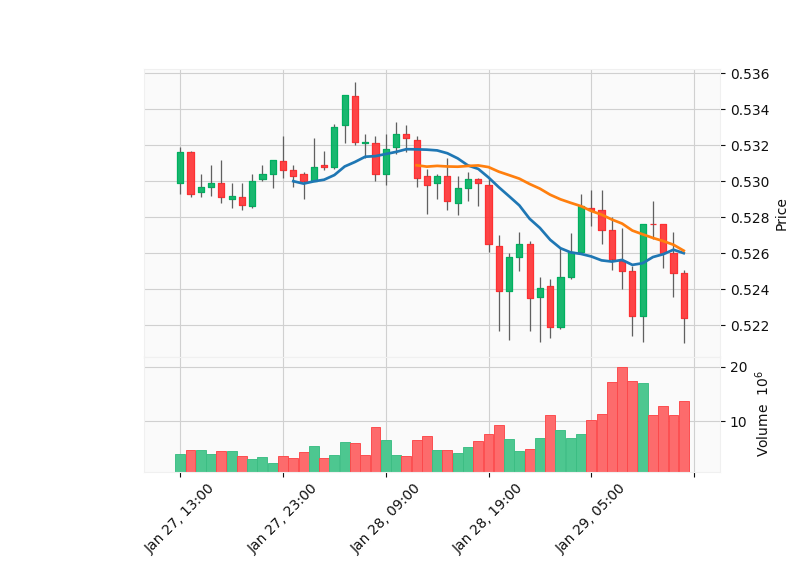 0.536
0.534
0.532
0.530
0.528
0.526
0.524
0.522
Price
20
10
Volume 10^6
Jan 27, 13:00
Jan 27, 23:00
Jan 28, 09:00
Jan 28, 19:00
Jan 29, 05:00